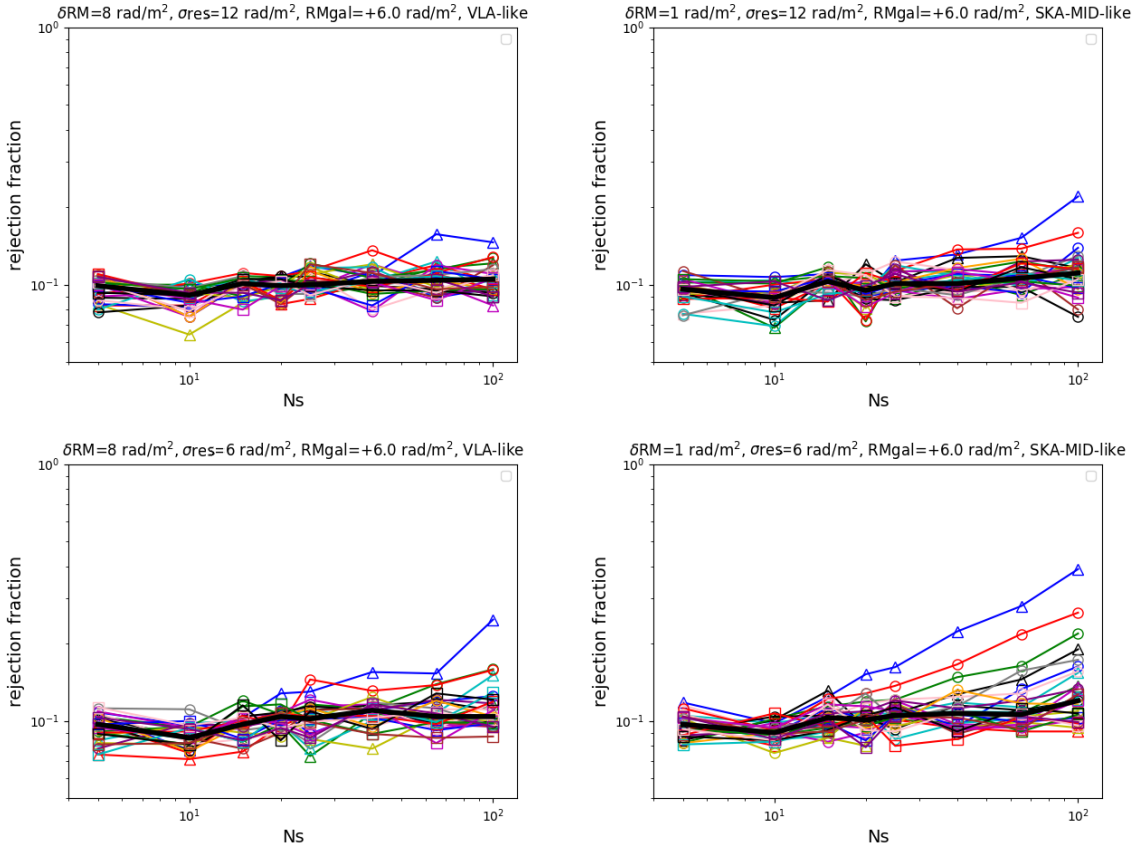 δRM=8 rad/m², σres=12 rad/m², RMgal=+6.0 rad/m², VLA-like
10⁰
10⁻¹
rejection fraction
10¹
10²
Ns
δRM=1 rad/m², σres=12 rad/m², RMgal=+6.0 rad/m², SKA-MID-like
10⁰
10⁻¹
rejection fraction
10¹
10²
Ns
δRM=8 rad/m², σres=6 rad/m², RMgal=+6.0 rad/m², VLA-like
10⁰
10⁻¹
rejection fraction
10¹
10²
Ns
δRM=1 rad/m², σres=6 rad/m², RMgal=+6.0 rad/m², SKA-MID-like
10⁰
10⁻¹
rejection fraction
10¹
10²
Ns